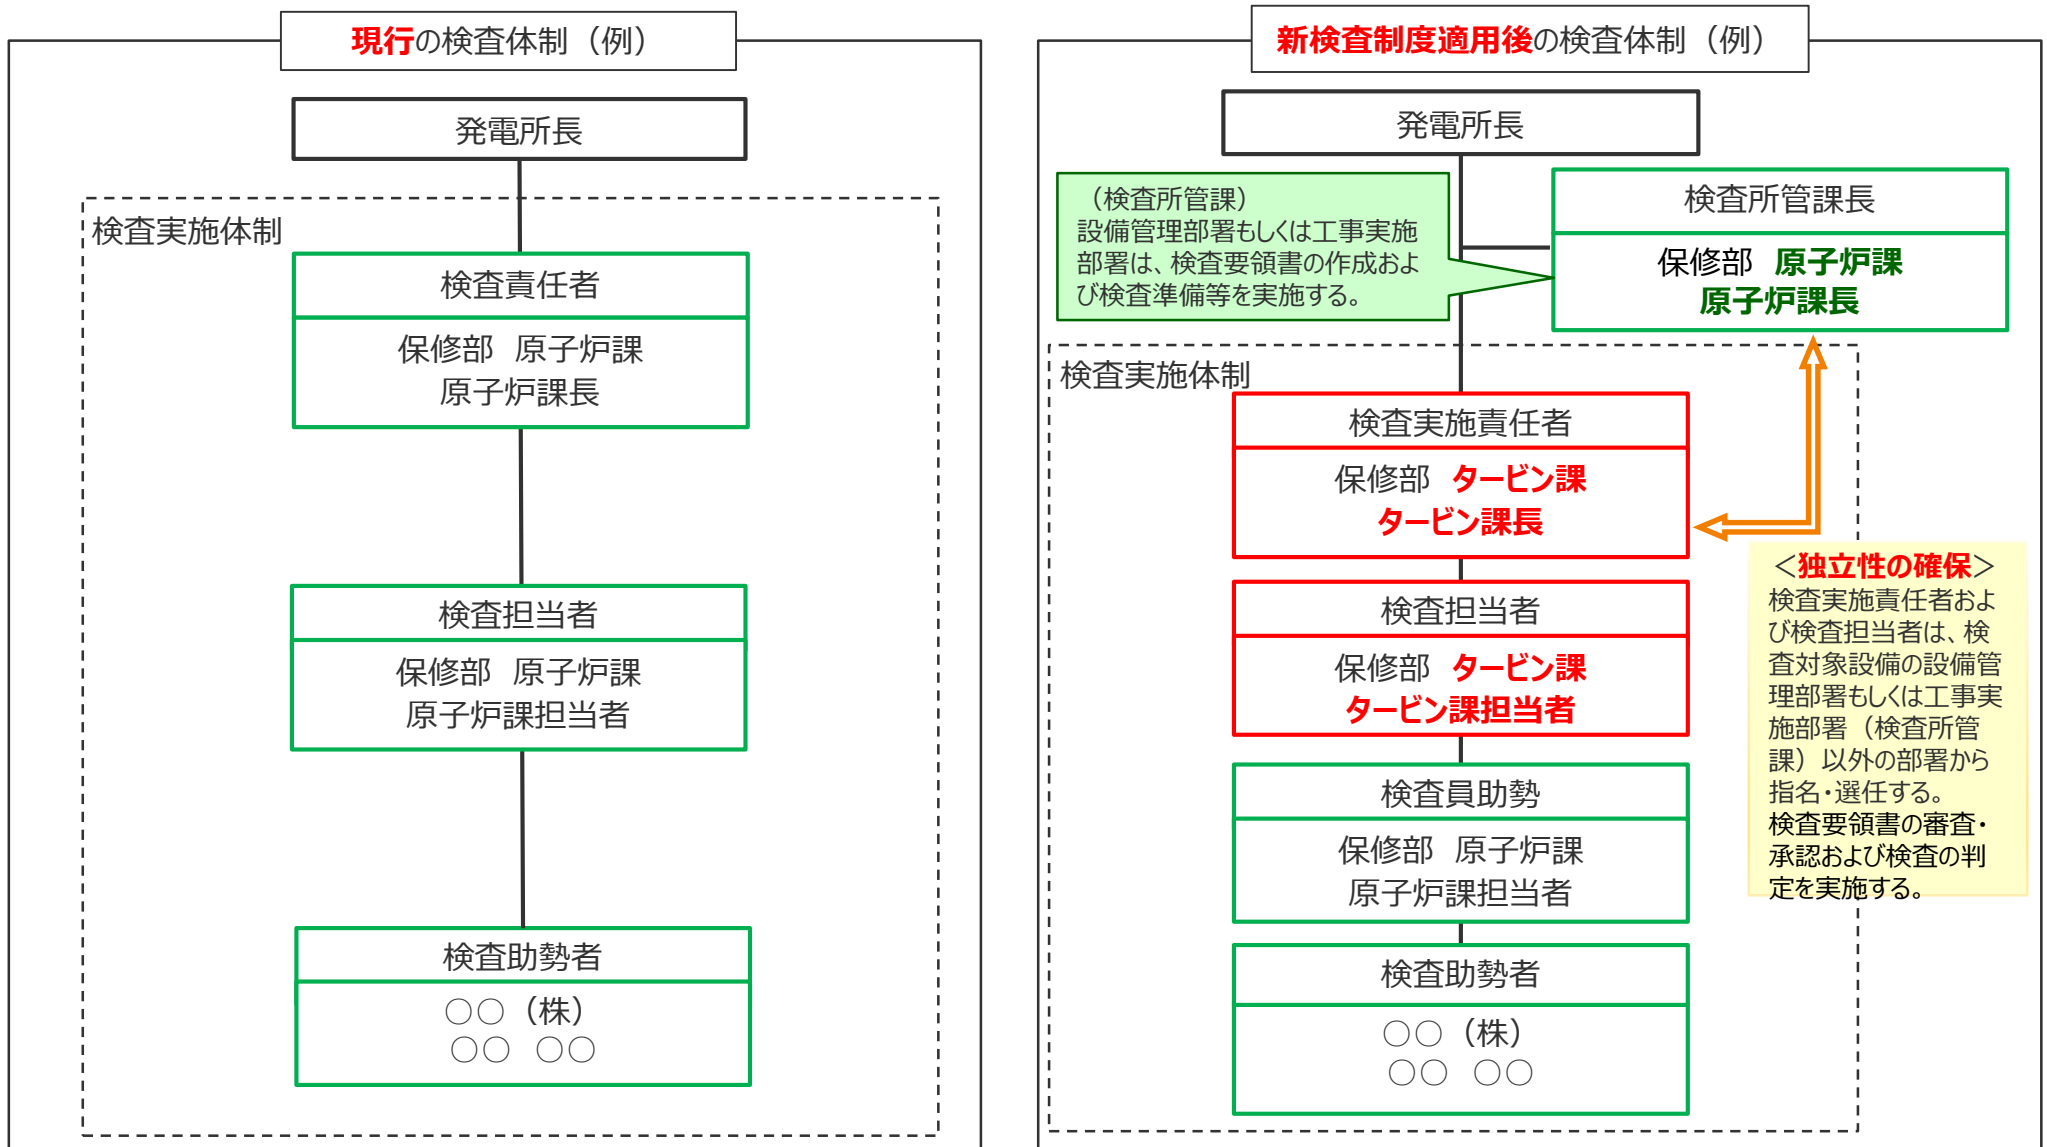 現行の検査体制（例）
発電所長
検査実施体制
検査責任者
保修部　原子炉課
原子炉課長
検査担当者
保修部　原子炉課
原子炉課担当者
検査助勢者
○○（株）
○○　○○
新検査制度適用後の検査体制（例）
発電所長
（検査所管課）
設備管理部署もしくは工事実施
部署は、検査要領書の作成およ
び検査準備等を実施する。
検査所管課長
保修部　原子炉課
原子炉課長
検査実施体制
検査実施責任者
保修部　タービン課
タービン課長
検査担当者
保修部　タービン課
タービン課担当者
検査員助勢
保修部　原子炉課
原子炉課担当者
検査助勢者
○○（株）
○○　○○
＜独立性の確保＞
検査実施責任者およ
び検査担当者は、検
査対象設備の設備管
理部署もしくは工事実
施部署（検査所管
課）以外の部署から
指名・選任する。
検査要領書の審査・
承認および検査の判
定を実施する。